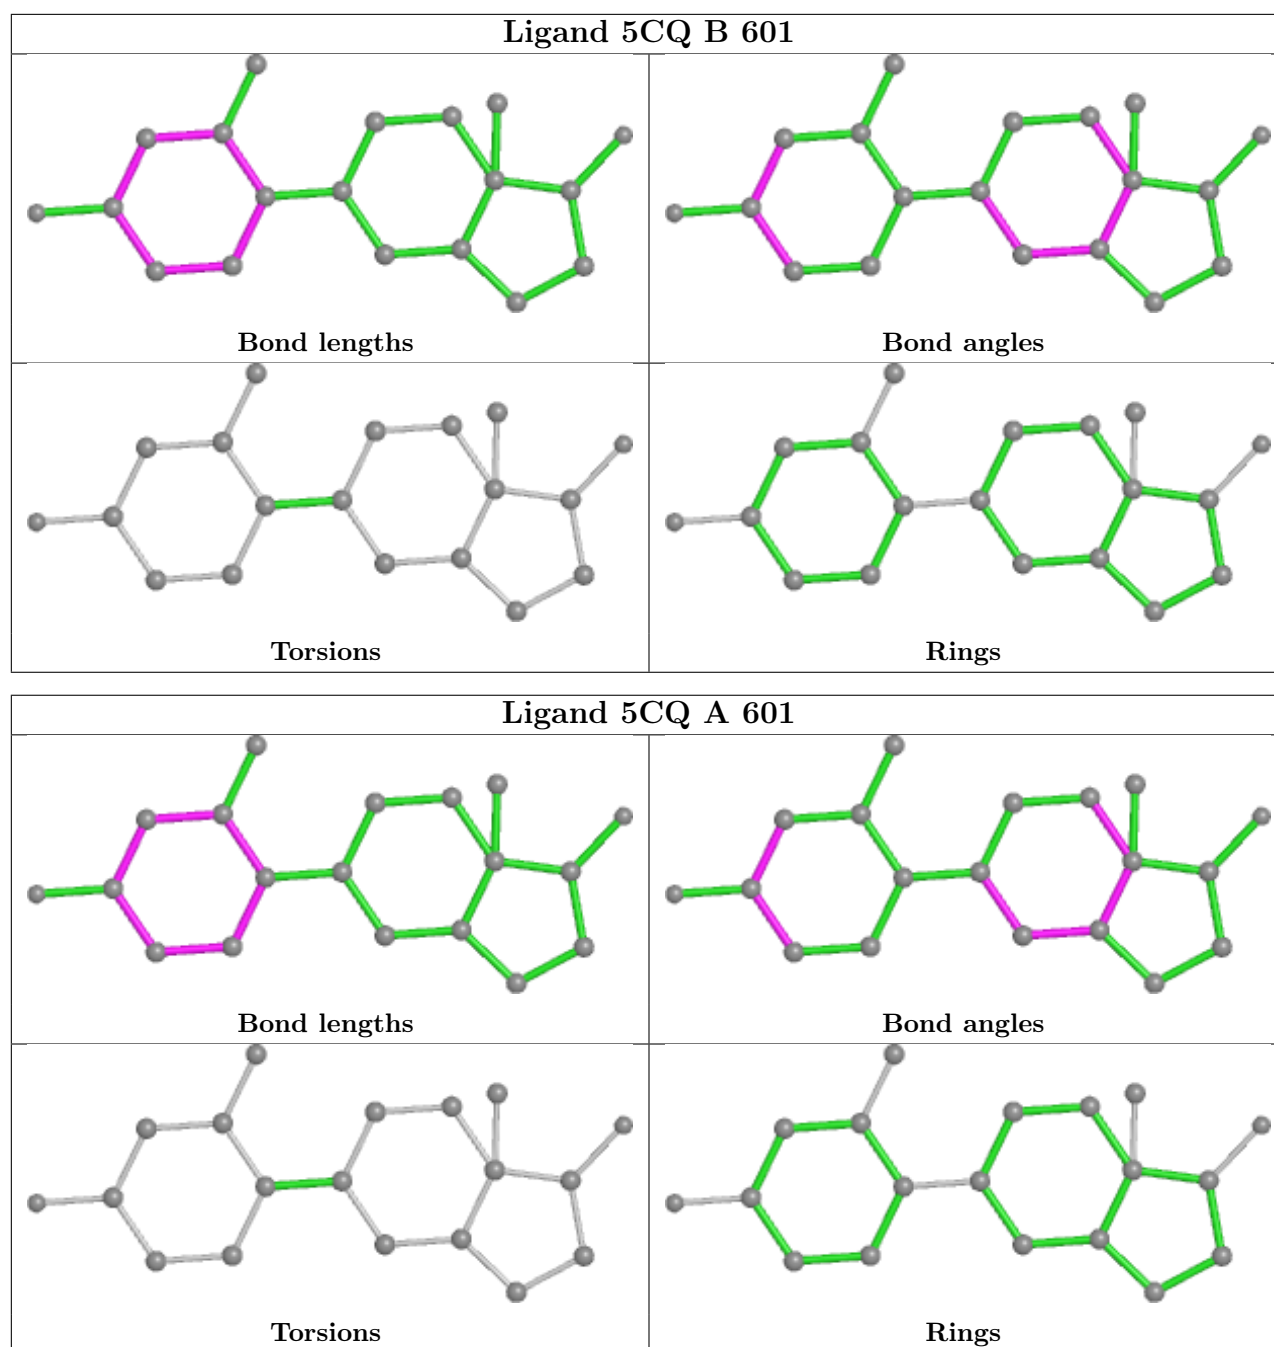 Ligand 5CQ B 601
Bond lengths
Bond angles
Torsions
Rings
Ligand 5CQ A 601
Bond lengths
Bond angles
Torsions
Rings